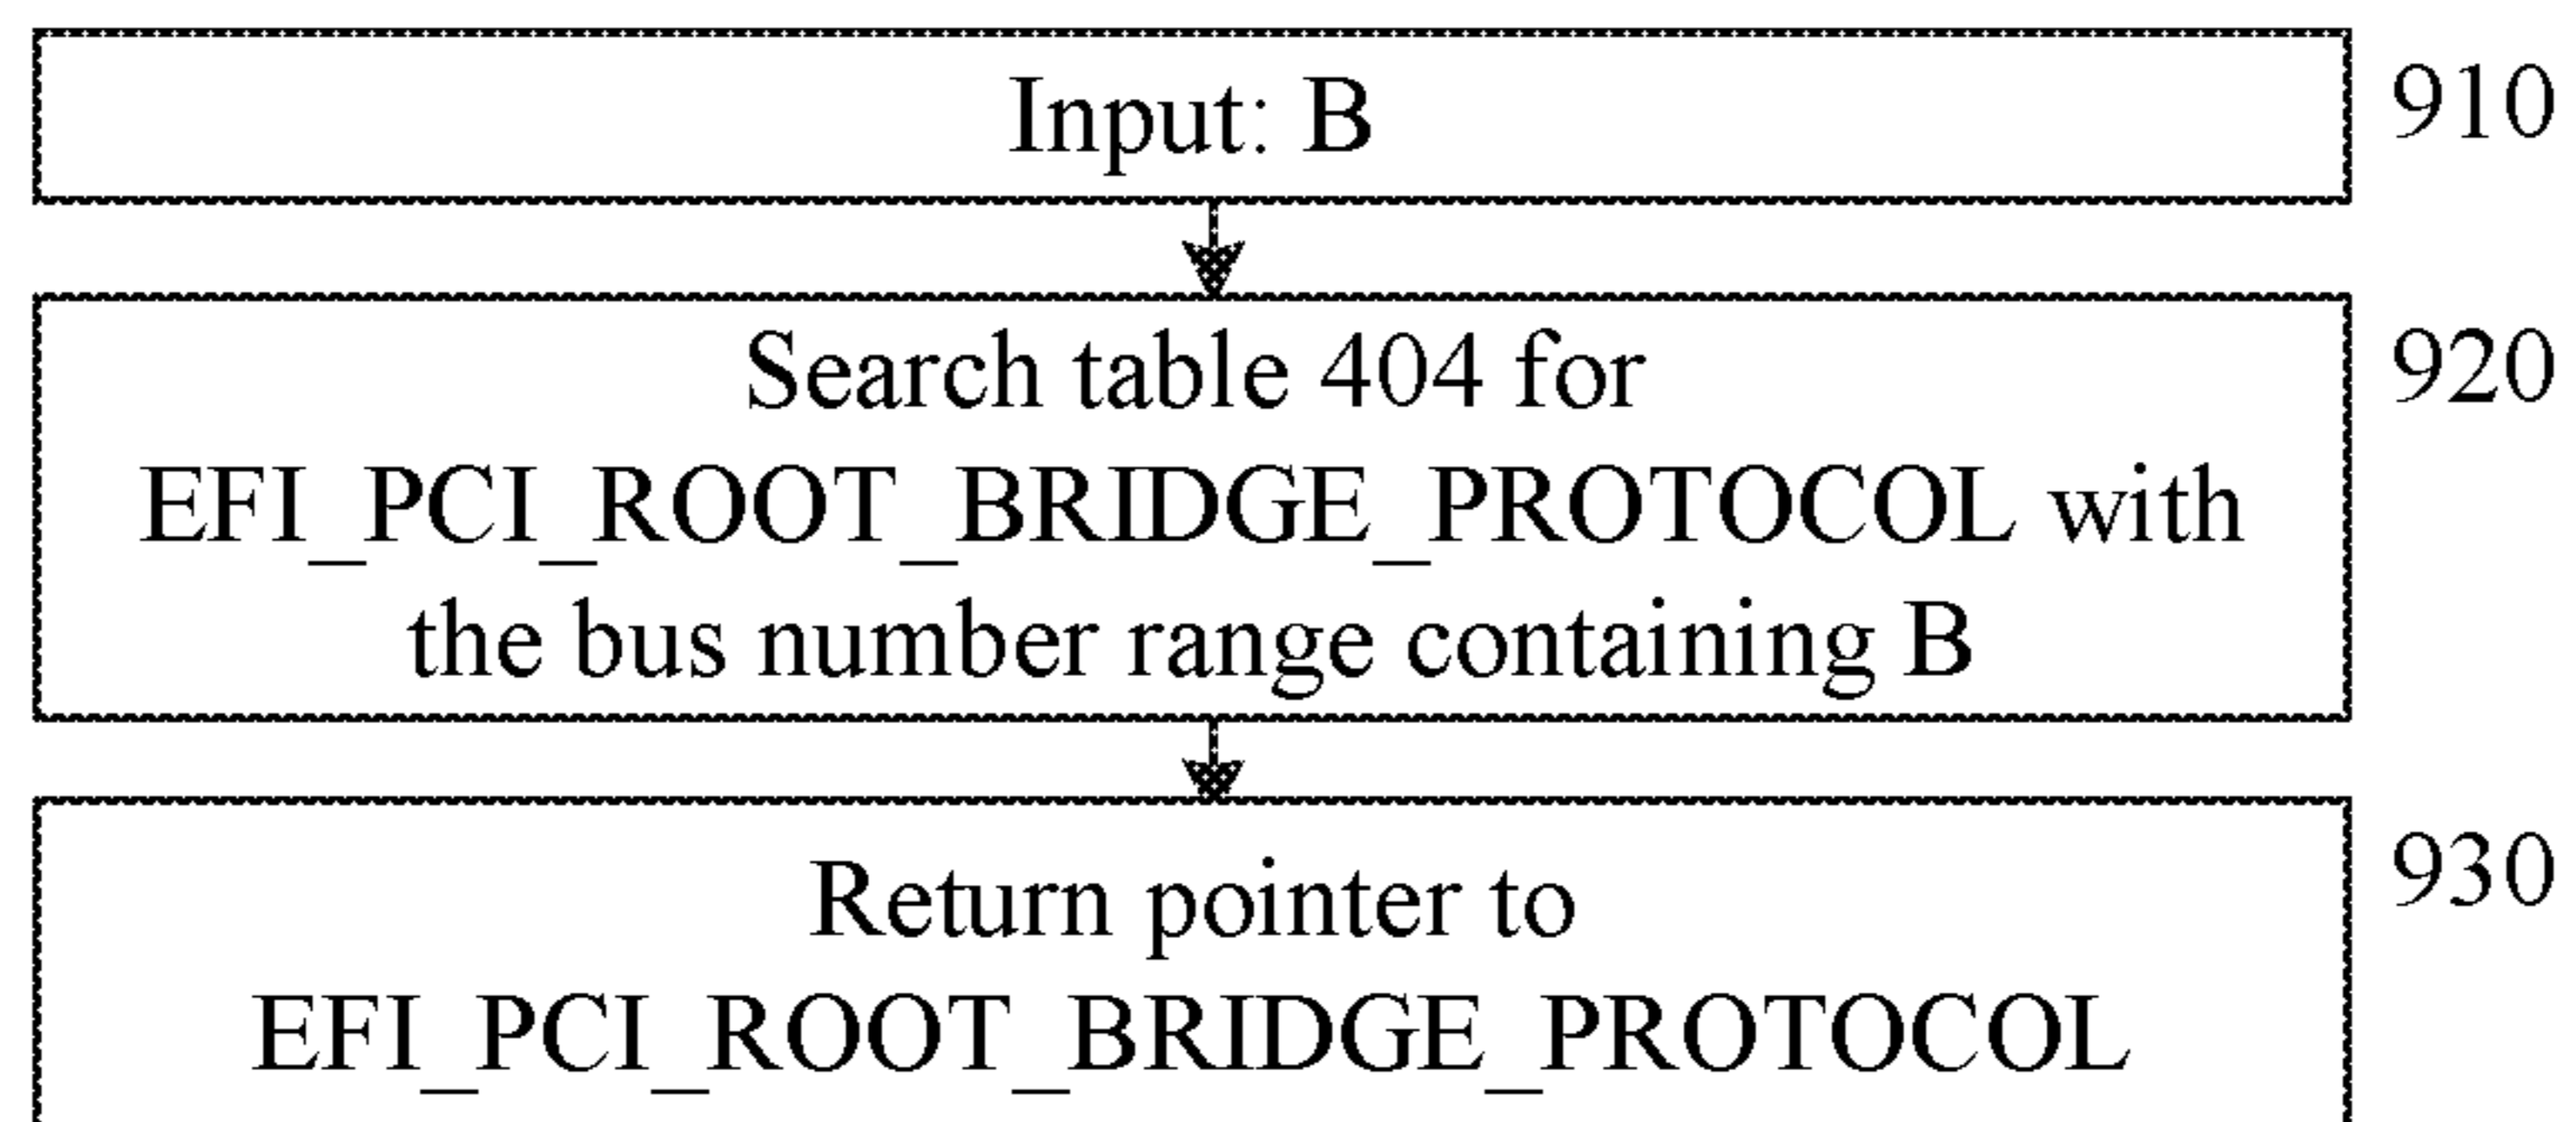 Input: B
910
Search table 404 for
920
EFI_PCI_ROOT_BRIDGE_PROTOCOL with
the bus number range containing B
Return pointer to
930
EFI_PCI_ROOT_BRIDGE_PROTOCOL